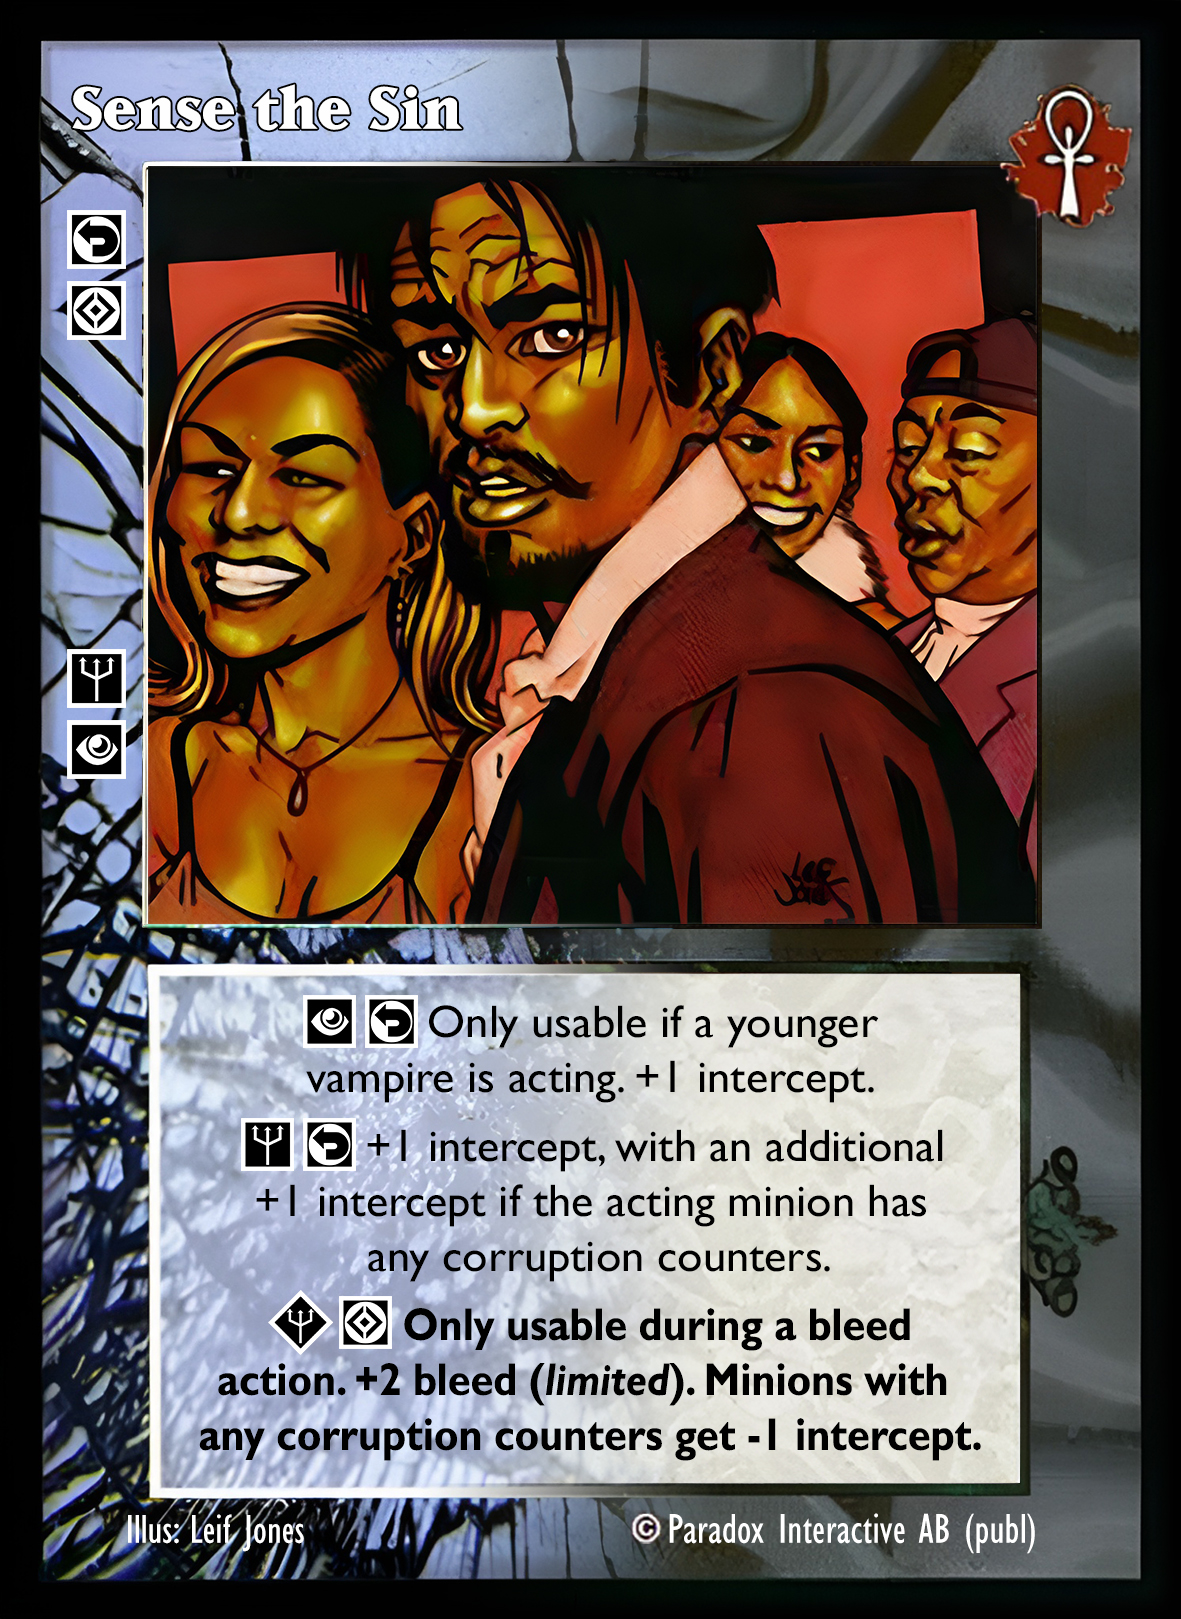 Sense the Sin
Only usable if a younger
vampire is acting. +1 intercept.
+1 intercept, with an additional
+1 intercept if the acting minion has
any corruption counters.
Only usable during a bleed
action. +2 bleed (limited). Minions with
any corruption counters get -1 intercept.
Illus: Leif Jones
© Paradox Interactive AB (publ)